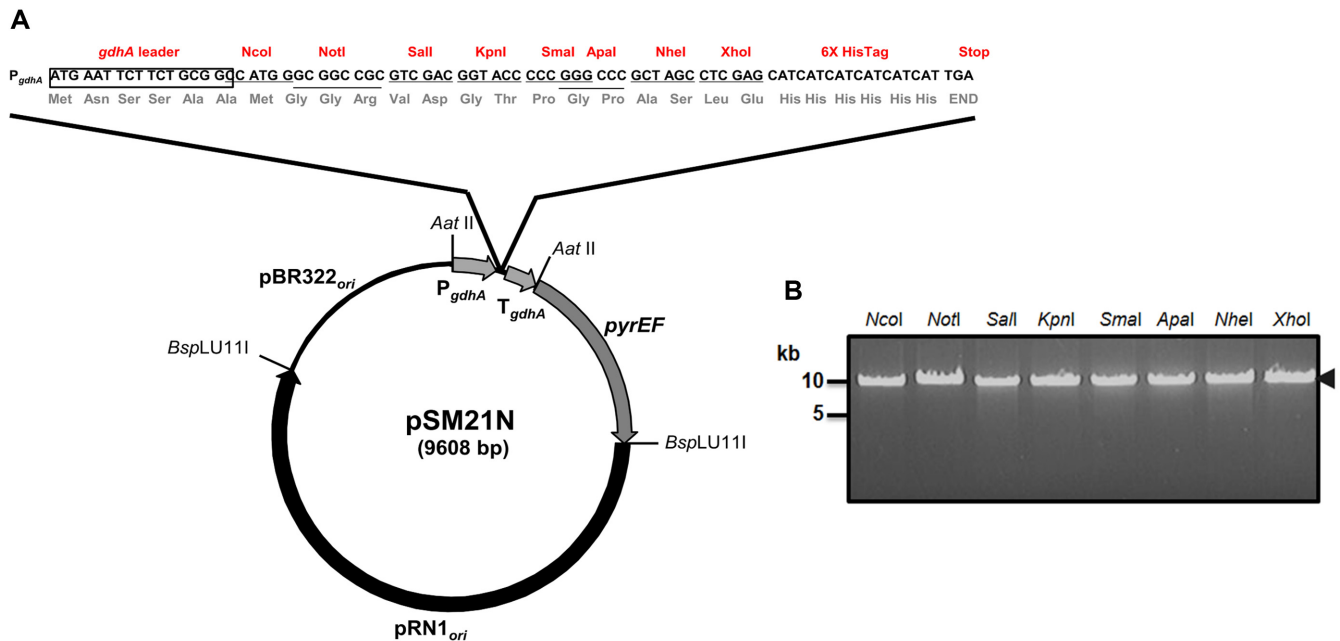 A
gdhA leader NcoI NotI SalI KpnI SmaI ApaI NheI XhoI 6X HisTag Stop
PgdhA ATG AAT TCT TCT GCG GCC ATG GGC GGC CGC GTC GAC GGT ACC CCC GGG CCC GCT AGC CTC GAG CATCATCATCATCATCAT TGA
Met Asn Ser Ser Ala Ala Met Gly Gly Arg Val Asp Gly Thr Pro Gly Pro Ala Ser Leu Glu His His His His His His END
Aat II
Aat II
pBR322ori
PgdhA
TgdhA
pyrEF
BspLU11I
pSM21N
(9608 bp)
BspLU11I
pRN1ori
B
NcoI NotI SalI KpnI SmaI ApaI NheI XhoI
kb
10
5